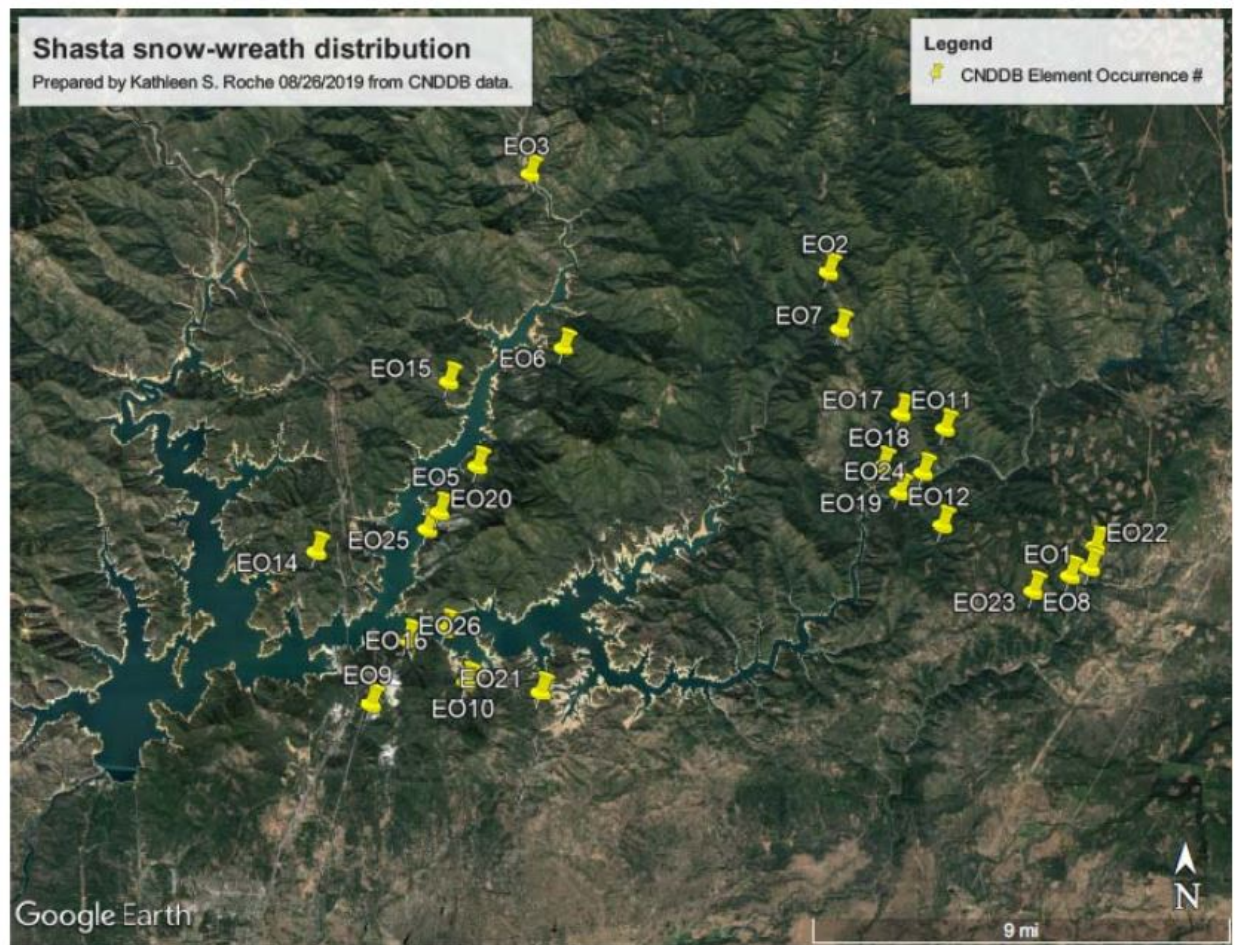 Shasta snow-wreath distribution
Prepared by Kathleen S. Roche 08/26/2019 from CNDDB data.
Legend
CNDDB Element Occurrence #
EO3
EO2
EO7
EO6
EO15
EO17 EO11
EO18
EO5
EO24
EO20
EO19 EO12
EO25
EO22
EO14
EO1
EO23 EO8
EO16 EO26
EO9
EO21
EO10
N
Google Earth
9 mi